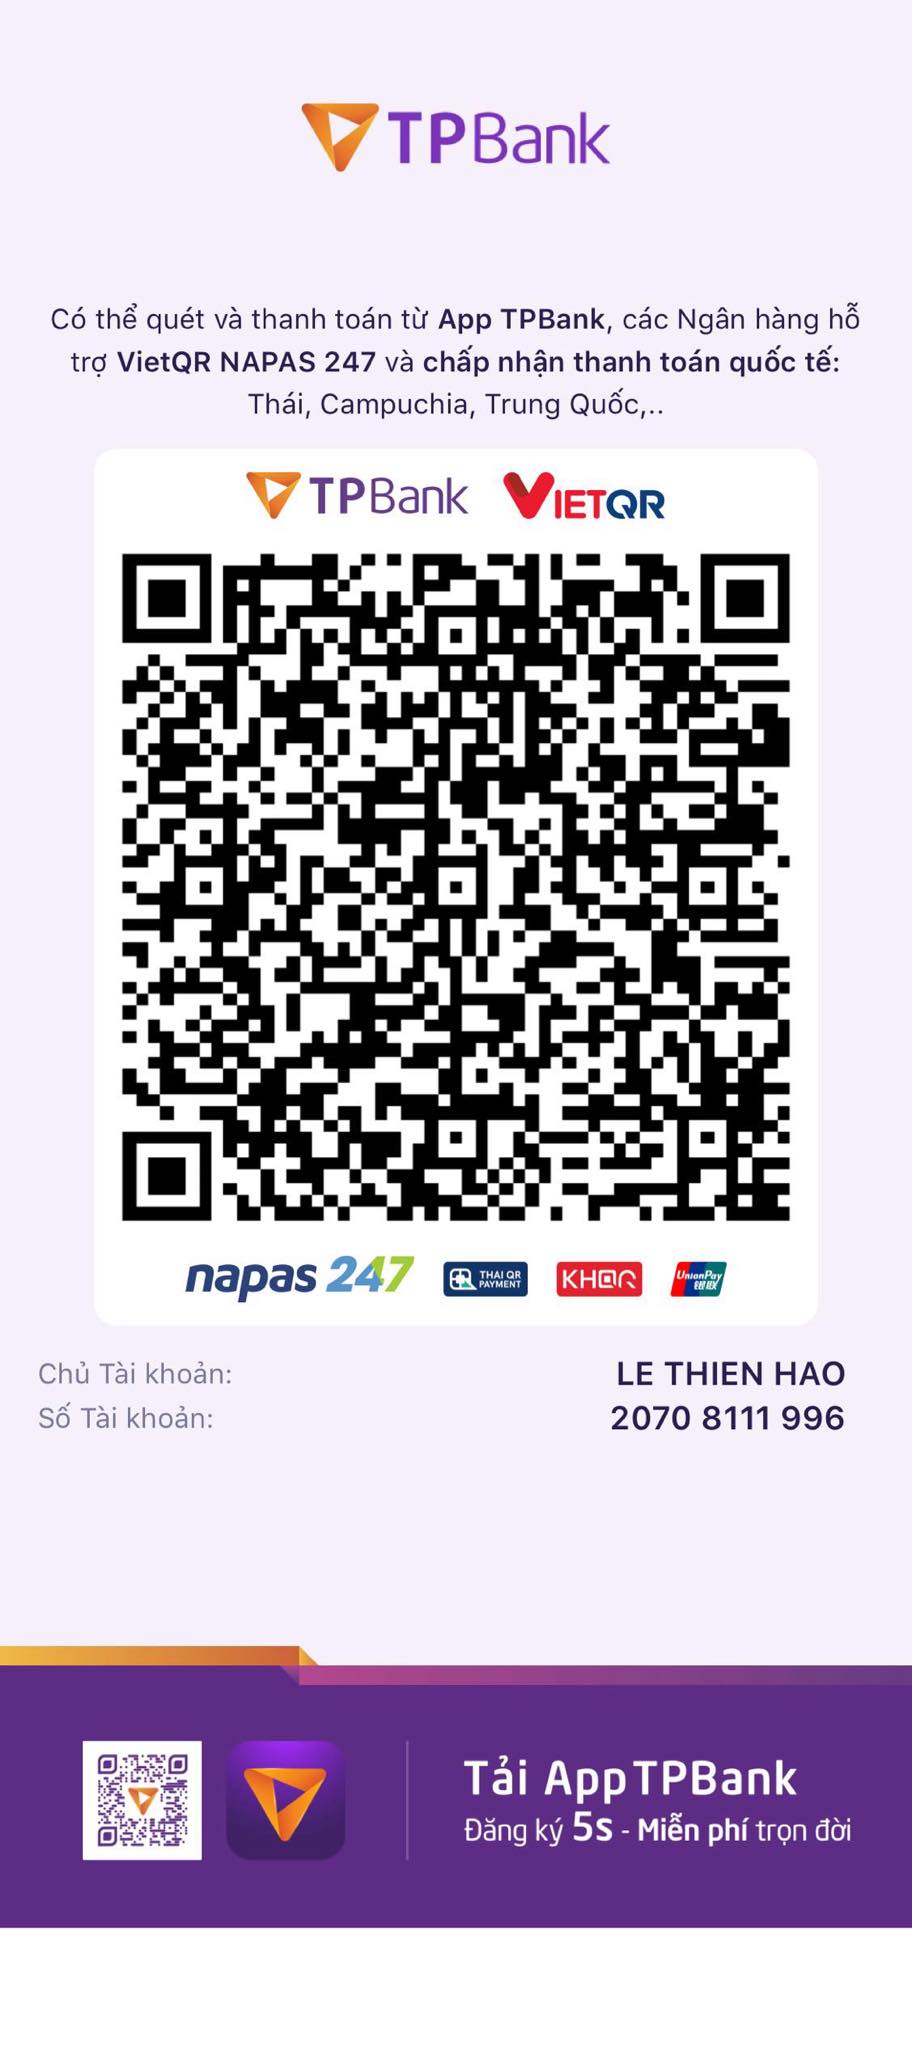 TPBank
Có thể quét và thanh toán từ App TPBank, các Ngân hàng hỗ
trợ VietQR NAPAS 247 và chấp nhận thanh toán quốc tế:
Thái, Campuchia, Trung Quốc,..
TPBank VIETQR
napas 247 THAI QR PAYMENT KHQR UnionPay 银联
Chủ Tài khoản: LE THIEN HAO
Số Tài khoản: 2070 8111 996
Tải App TPBank
Đăng ký 5s - Miễn phí trọn đời